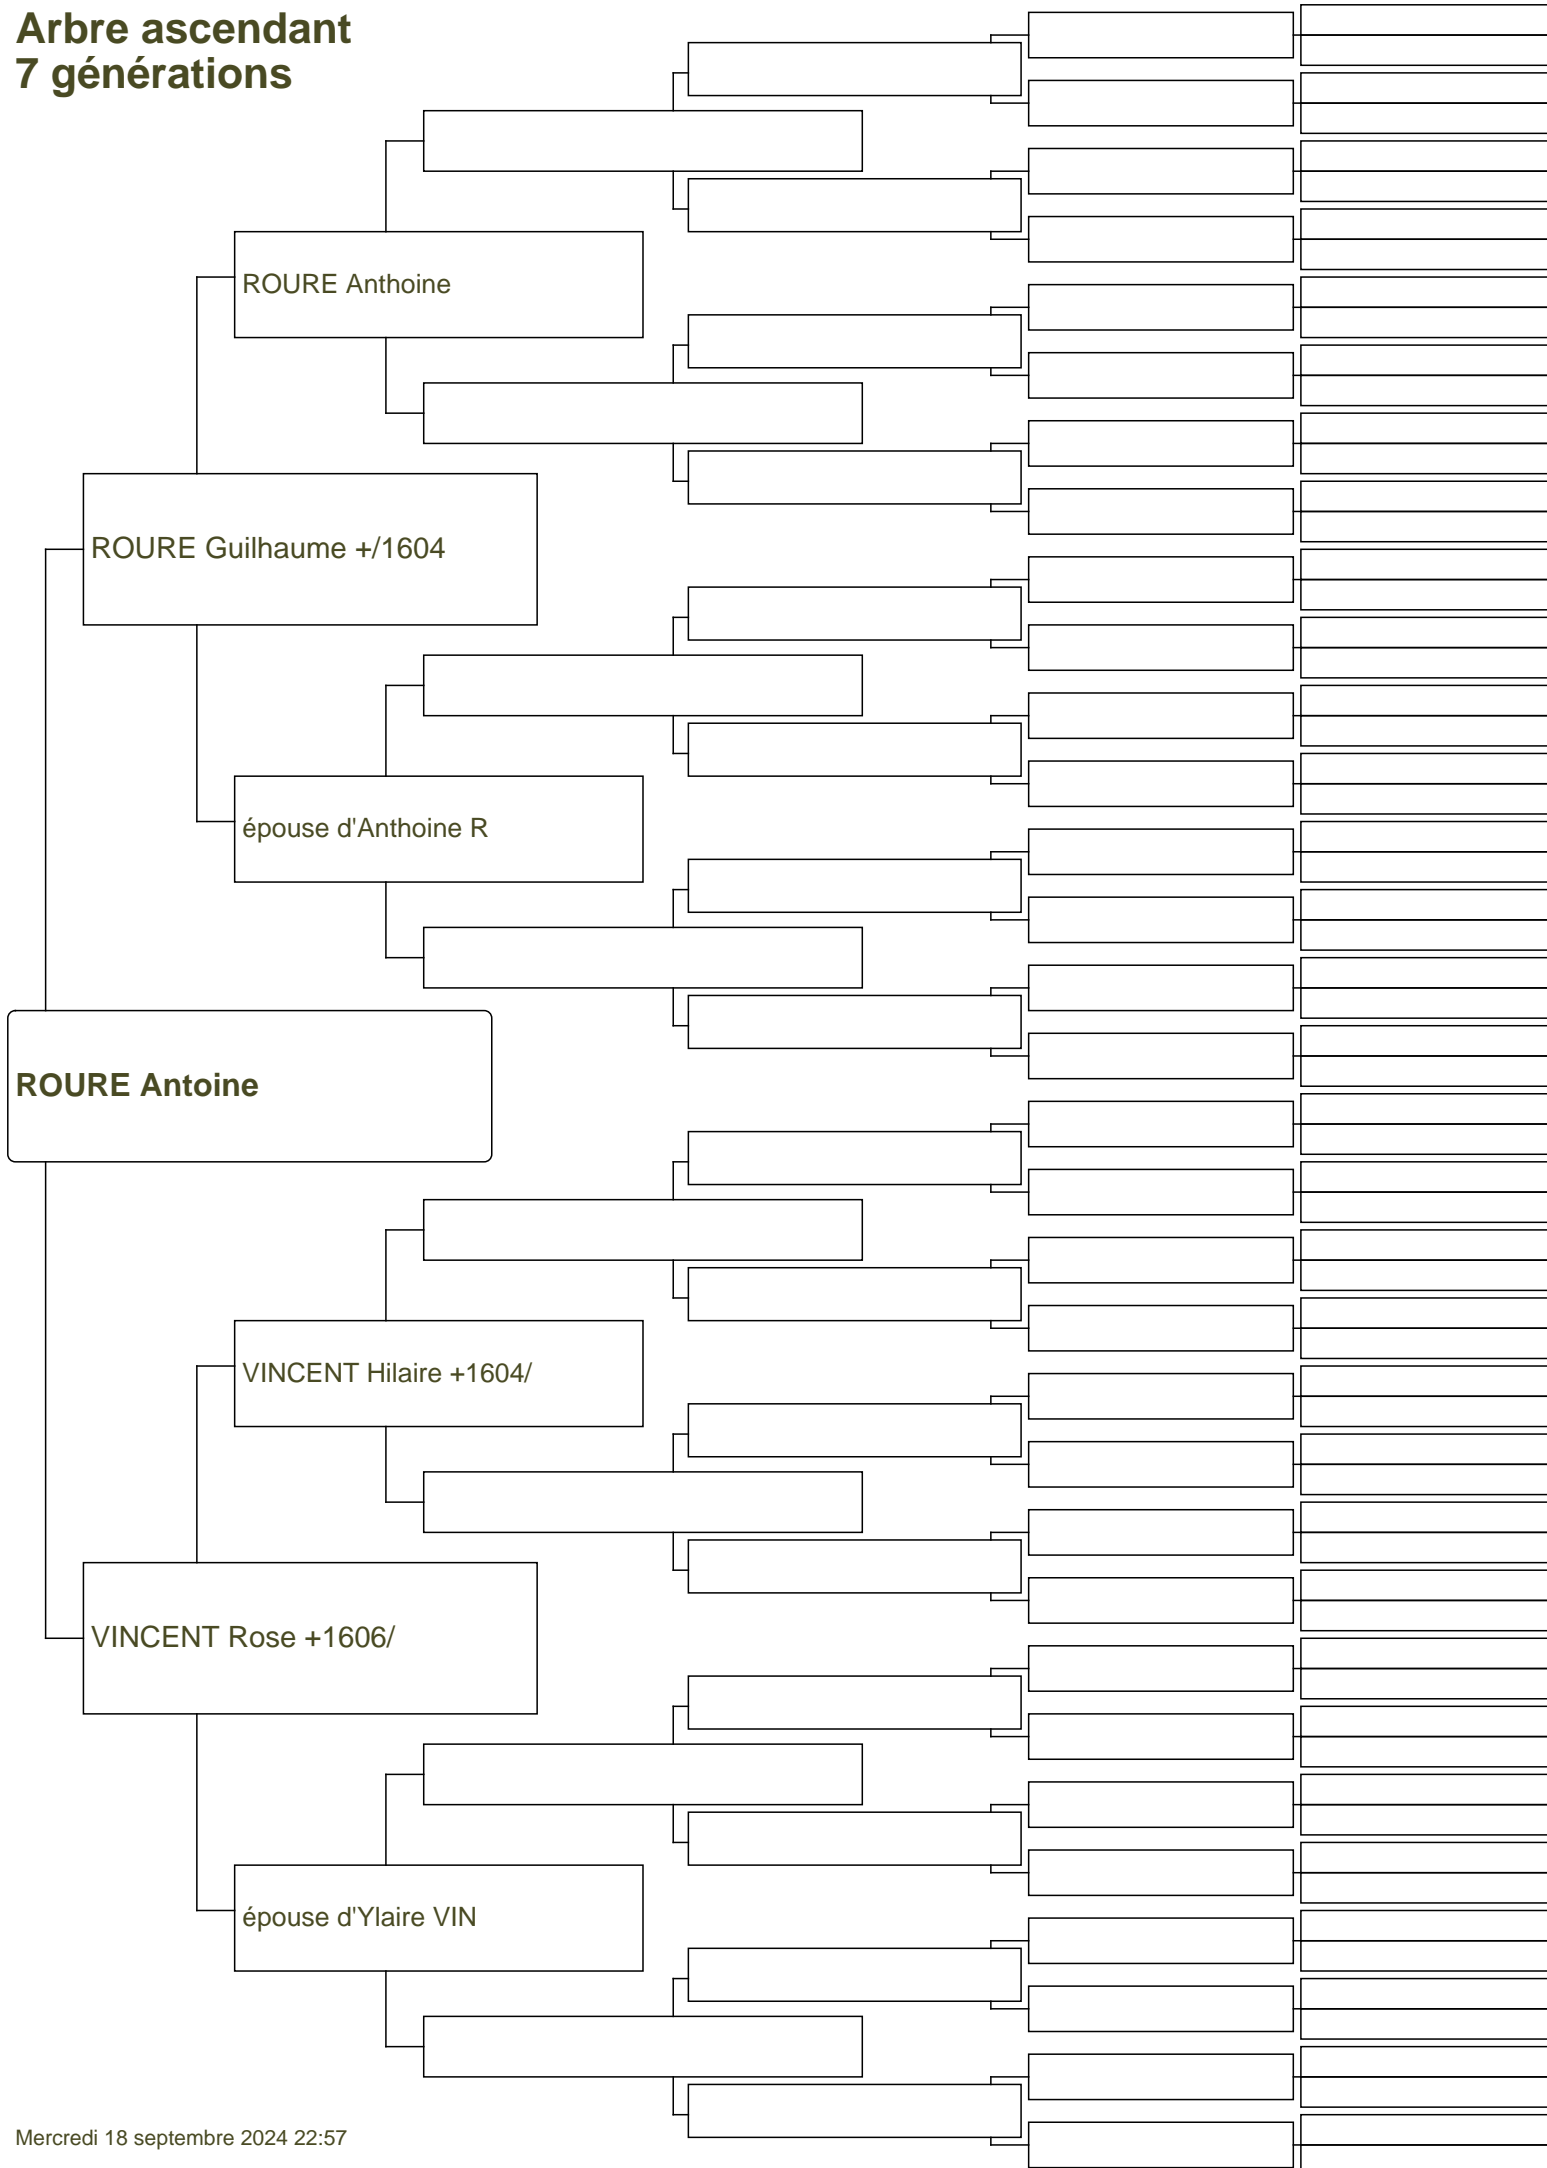 Arbre ascendant
7 générations
ROURE Anthoine
ROURE Guilhaume +/1604
épouse d'Anthoine R
ROURE Antoine
VINCENT Hilaire +1604/
VINCENT Rose +1606/
épouse d'Ylaire VIN
Mercredi 18 septembre 2024 22:57